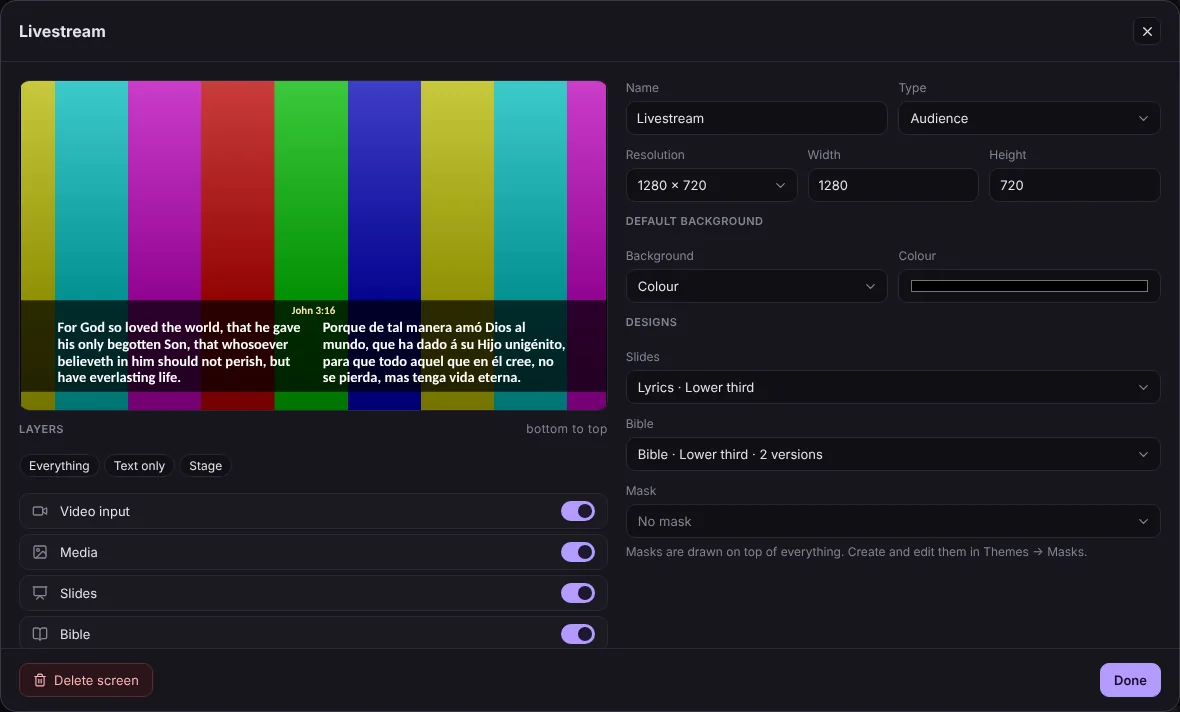 Livestream
Name
Type
Livestream
Audience
Resolution
Width
Height
1280 × 720
1280
720
DEFAULT BACKGROUND
Background
Colour
Colour
DESIGNS
Slides
Lyrics · Lower third
Bible
Bible · Lower third · 2 versions
Mask
No mask
Masks are drawn on top of everything. Create and edit them in Themes → Masks.
John 3:16
For God so loved the world, that he gave
his only begotten Son, that whosoever
believeth in him should not perish, but
have everlasting life.
Porque de tal manera amó Dios al
mundo, que ha dado á su Hijo unigénito,
para que todo aquel que en él cree, no
se pierda, mas tenga vida eterna.
LAYERS
bottom to top
Everything
Text only
Stage
Video input
Media
Slides
Bible
Delete screen
Done